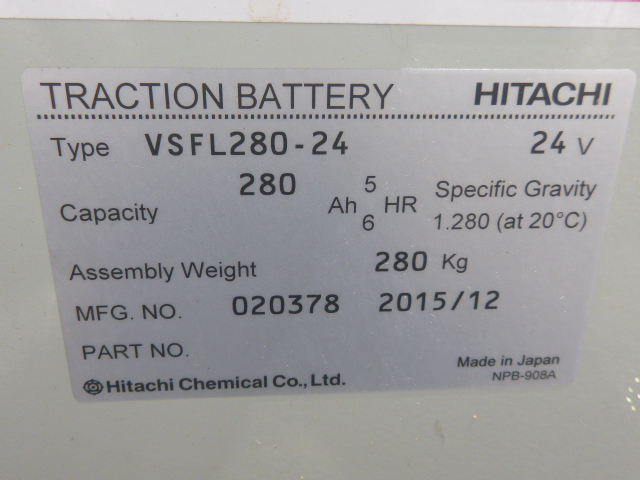 TRACTION BATTERY HITACHI
Type VSFL280-24 24 V
Capacity 280 Ah 5 HR Specific Gravity
6 1.280 (at 20°C)
Assembly Weight 280 Kg
MFG. NO. 020378 2015/12
PART NO.
Made in Japan
Hitachi Chemical Co., Ltd. NPB-908A